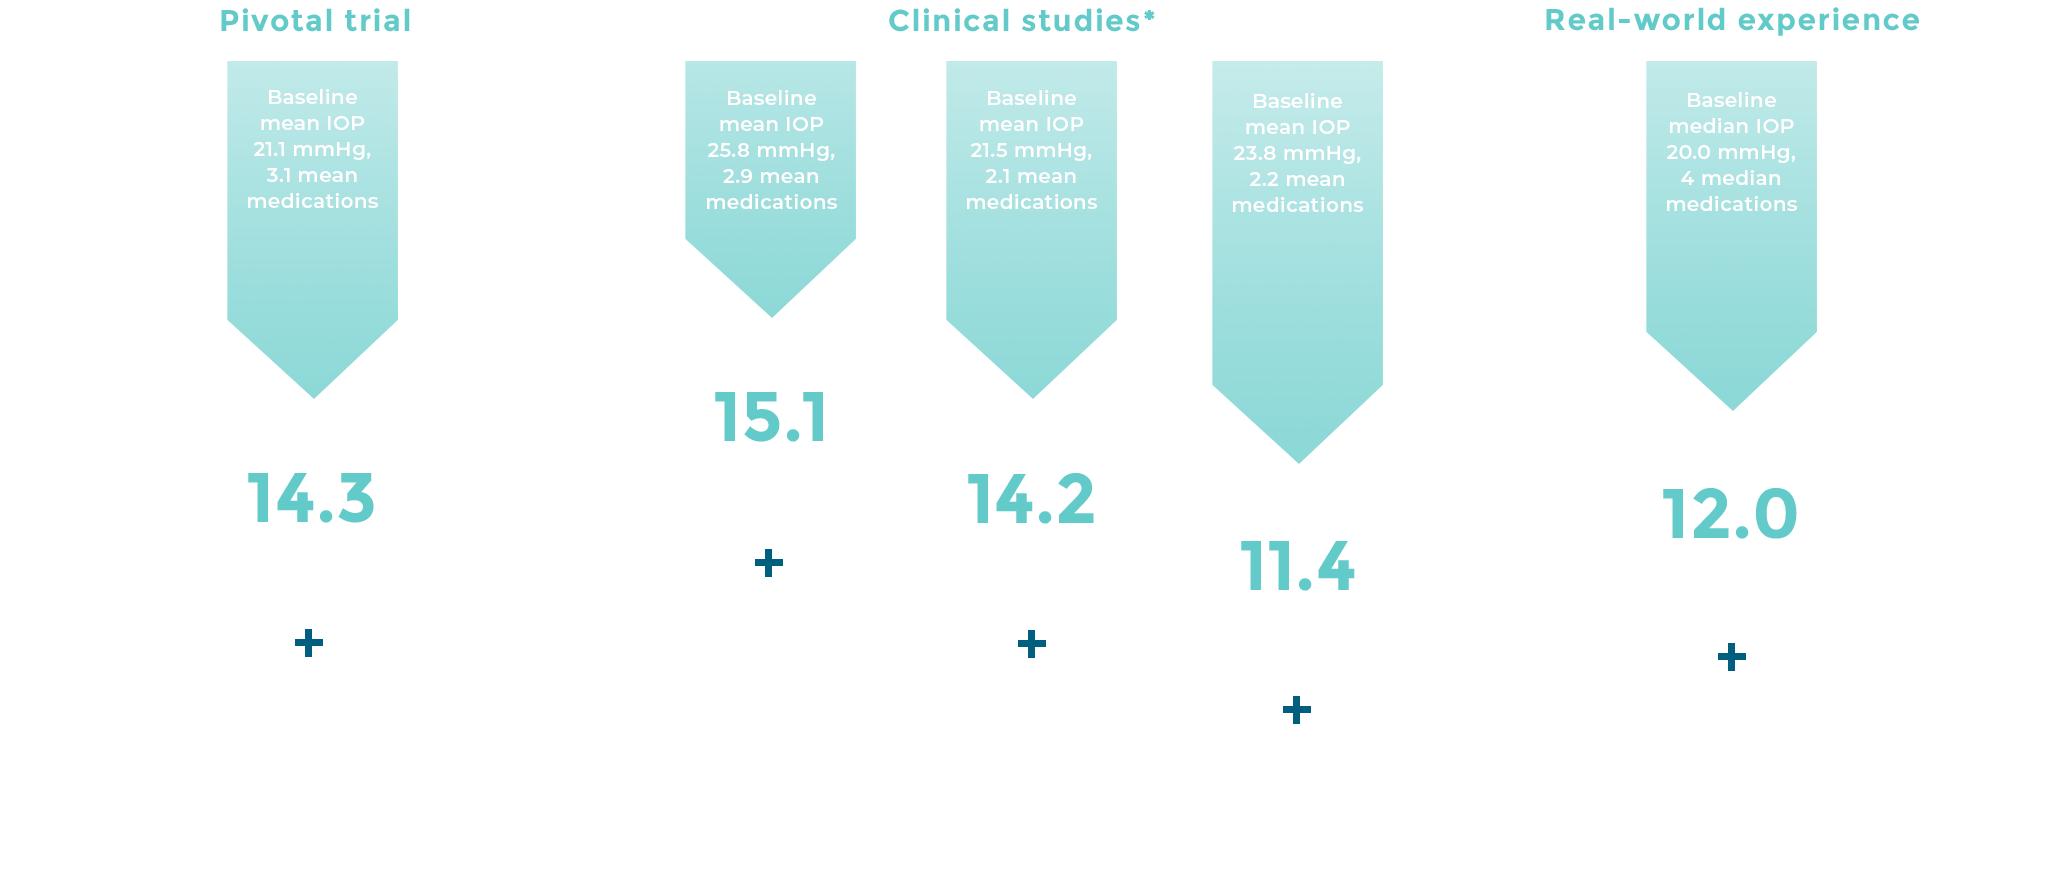 Pivotal trial
Baseline
mean IOP
21.1 mmHg,
3.1 mean
medications
14.3
+
Clinical studies*
Baseline
mean IOP
25.8 mmHg,
2.9 mean
medications
15.1
+
Baseline
mean IOP
21.5 mmHg,
2.1 mean
medications
14.2
+
Baseline
mean IOP
23.8 mmHg,
2.2 mean
medications
11.4
+
Real-world experience
Baseline
median IOP
20.0 mmHg,
4 median
medications
12.0
+